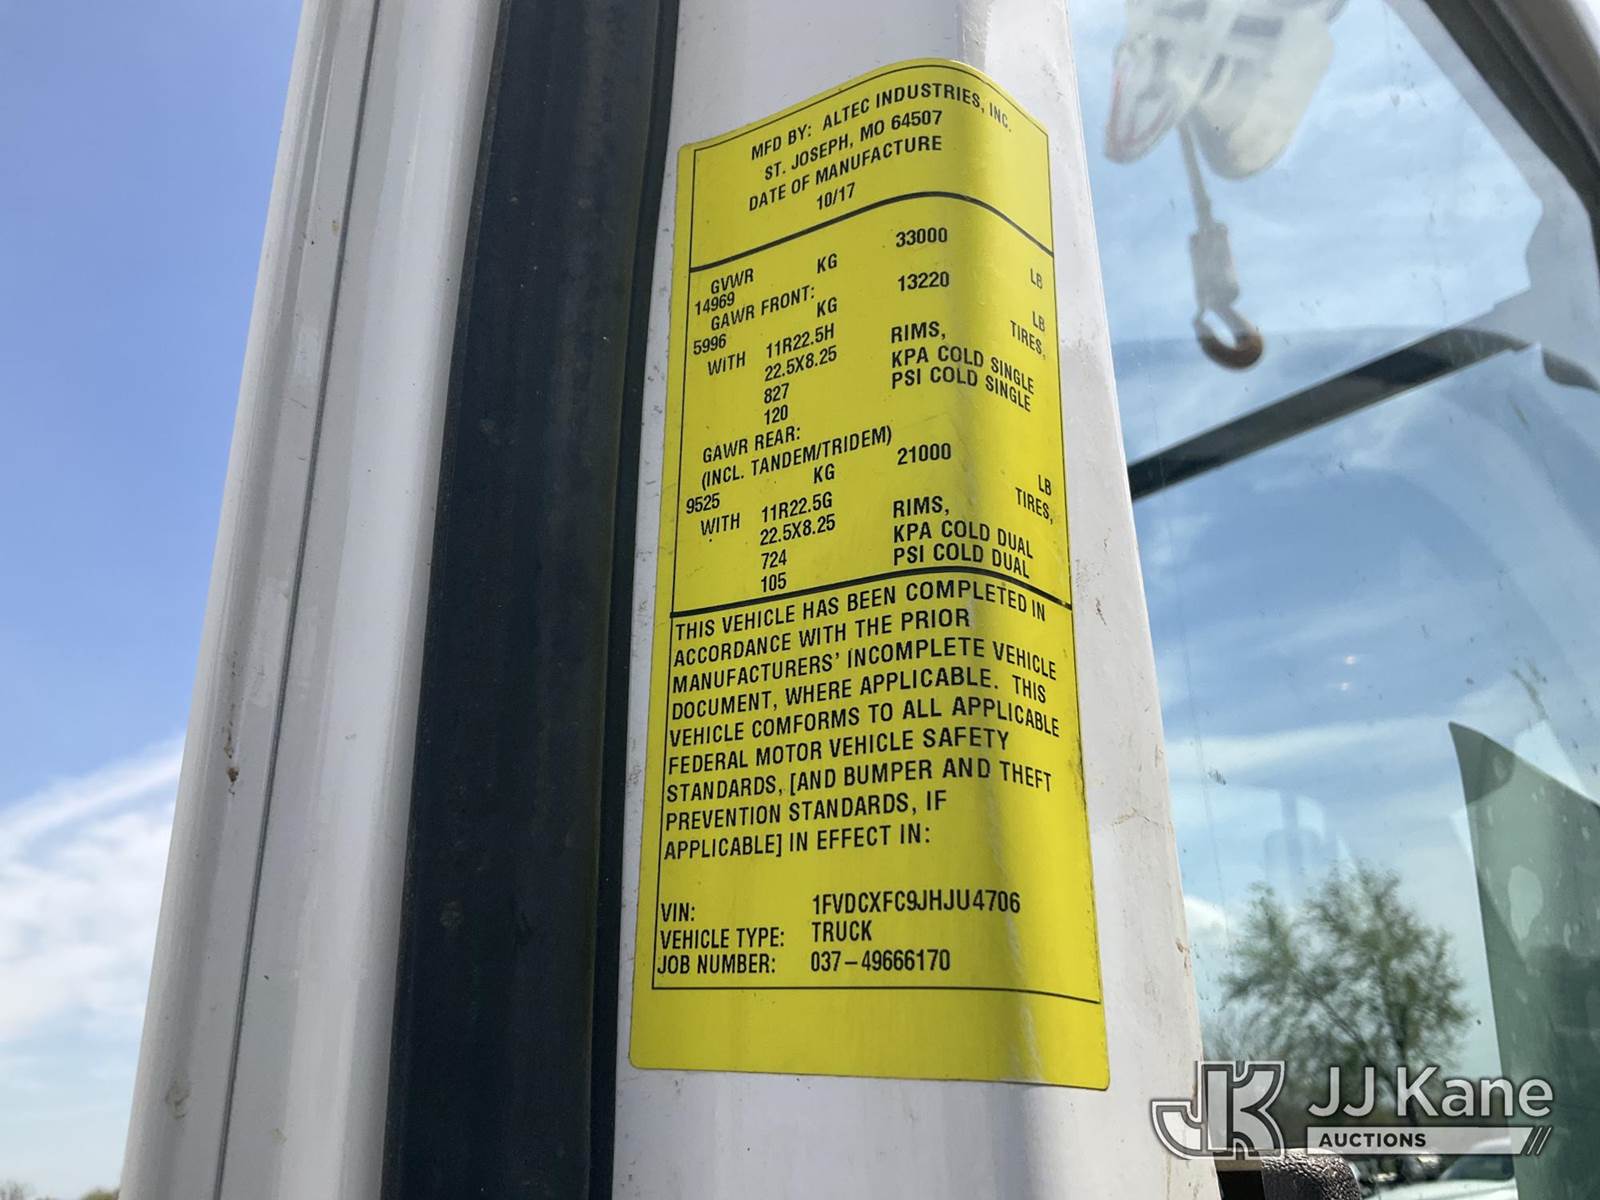 MFD BY: ALTEC INDUSTRIES, INC.
ST. JOSEPH, MO 64507
DATE OF MANUFACTURE
10/17
GVWR
14969 KG 33000 LB
GAWR FRONT:
5996 KG 13220 LB
WITH 11R22.5H TIRES,
22.5X8.25 RIMS,
827 KPA COLD SINGLE
120 PSI COLD SINGLE
GAWR REAR:
(INCL. TANDEM/TRIDEM)
9525 KG 21000 LB
WITH 11R22.5G TIRES,
22.5X8.25 RIMS,
724 KPA COLD DUAL
105 PSI COLD DUAL
THIS VEHICLE HAS BEEN COMPLETED IN
ACCORDANCE WITH THE PRIOR
MANUFACTURERS' INCOMPLETE VEHICLE
DOCUMENT, WHERE APPLICABLE. THIS
VEHICLE COMFORMS TO ALL APPLICABLE
FEDERAL MOTOR VEHICLE SAFETY
STANDARDS, [AND BUMPER AND THEFT
PREVENTION STANDARDS, IF
APPLICABLE] IN EFFECT IN:
VIN: 1FVDCXFC9JHJU4706
VEHICLE TYPE: TRUCK
JOB NUMBER: 037-49666170
JK JJ Kane
AUCTIONS